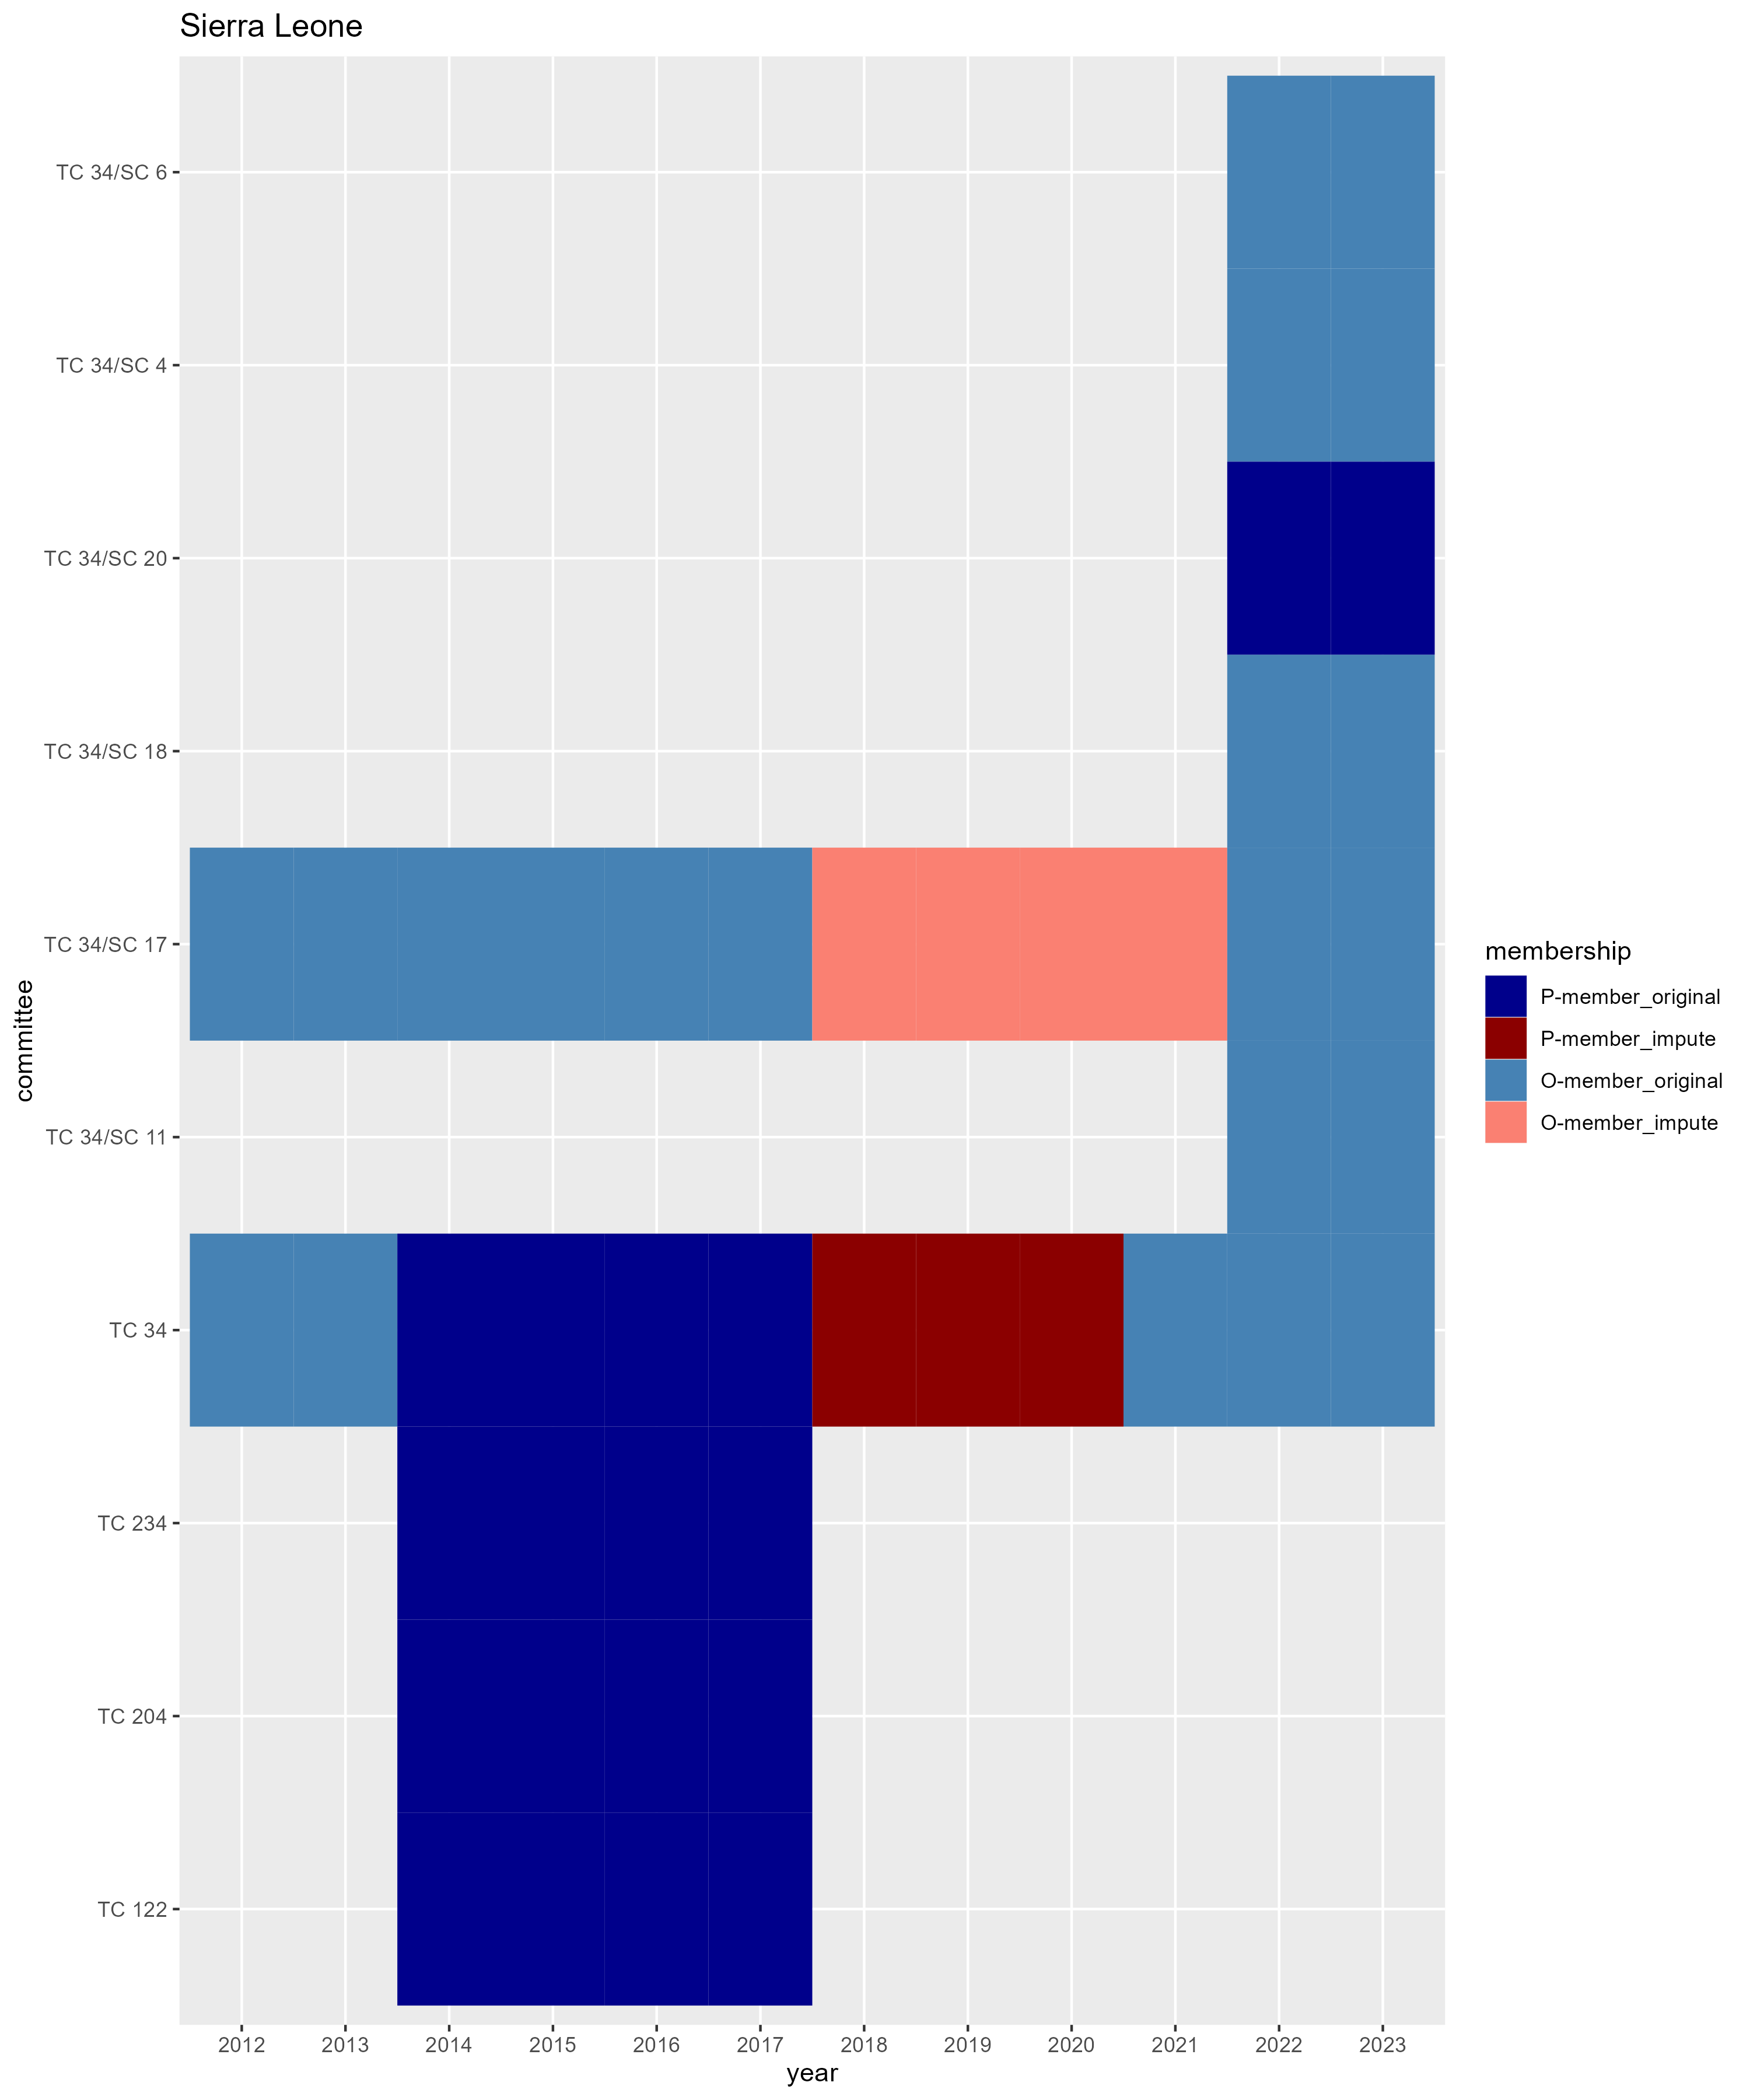 Sierra Leone
TC 34/SC 6
TC 34/SC 4
TC 34/SC 20
TC 34/SC 18
TC 34/SC 17
TC 34/SC 11
TC 34
TC 234
TC 204
TC 122
committee
2012 2013 2014 2015 2016 2017 2018 2019 2020 2021 2022 2023
year
membership
P-member_original
P-member_impute
O-member_original
O-member_impute